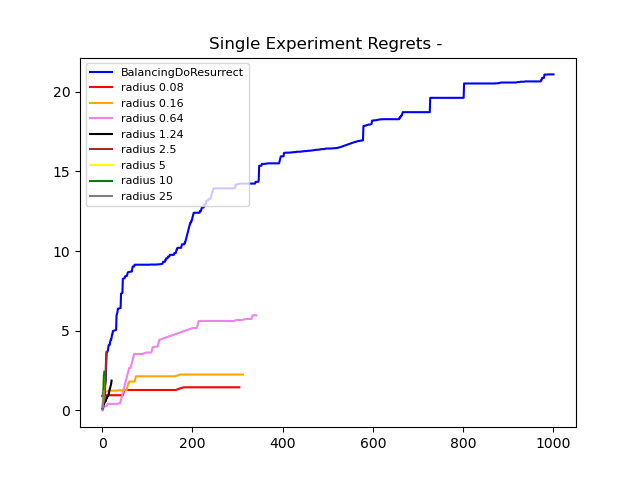 Single Experiment Regrets -
BalancingDoResurrect
radius 0.08
radius 0.16
radius 0.64
radius 1.24
radius 2.5
radius 5
radius 10
radius 25
20
15
10
5
0
0 200 400 600 800 1000